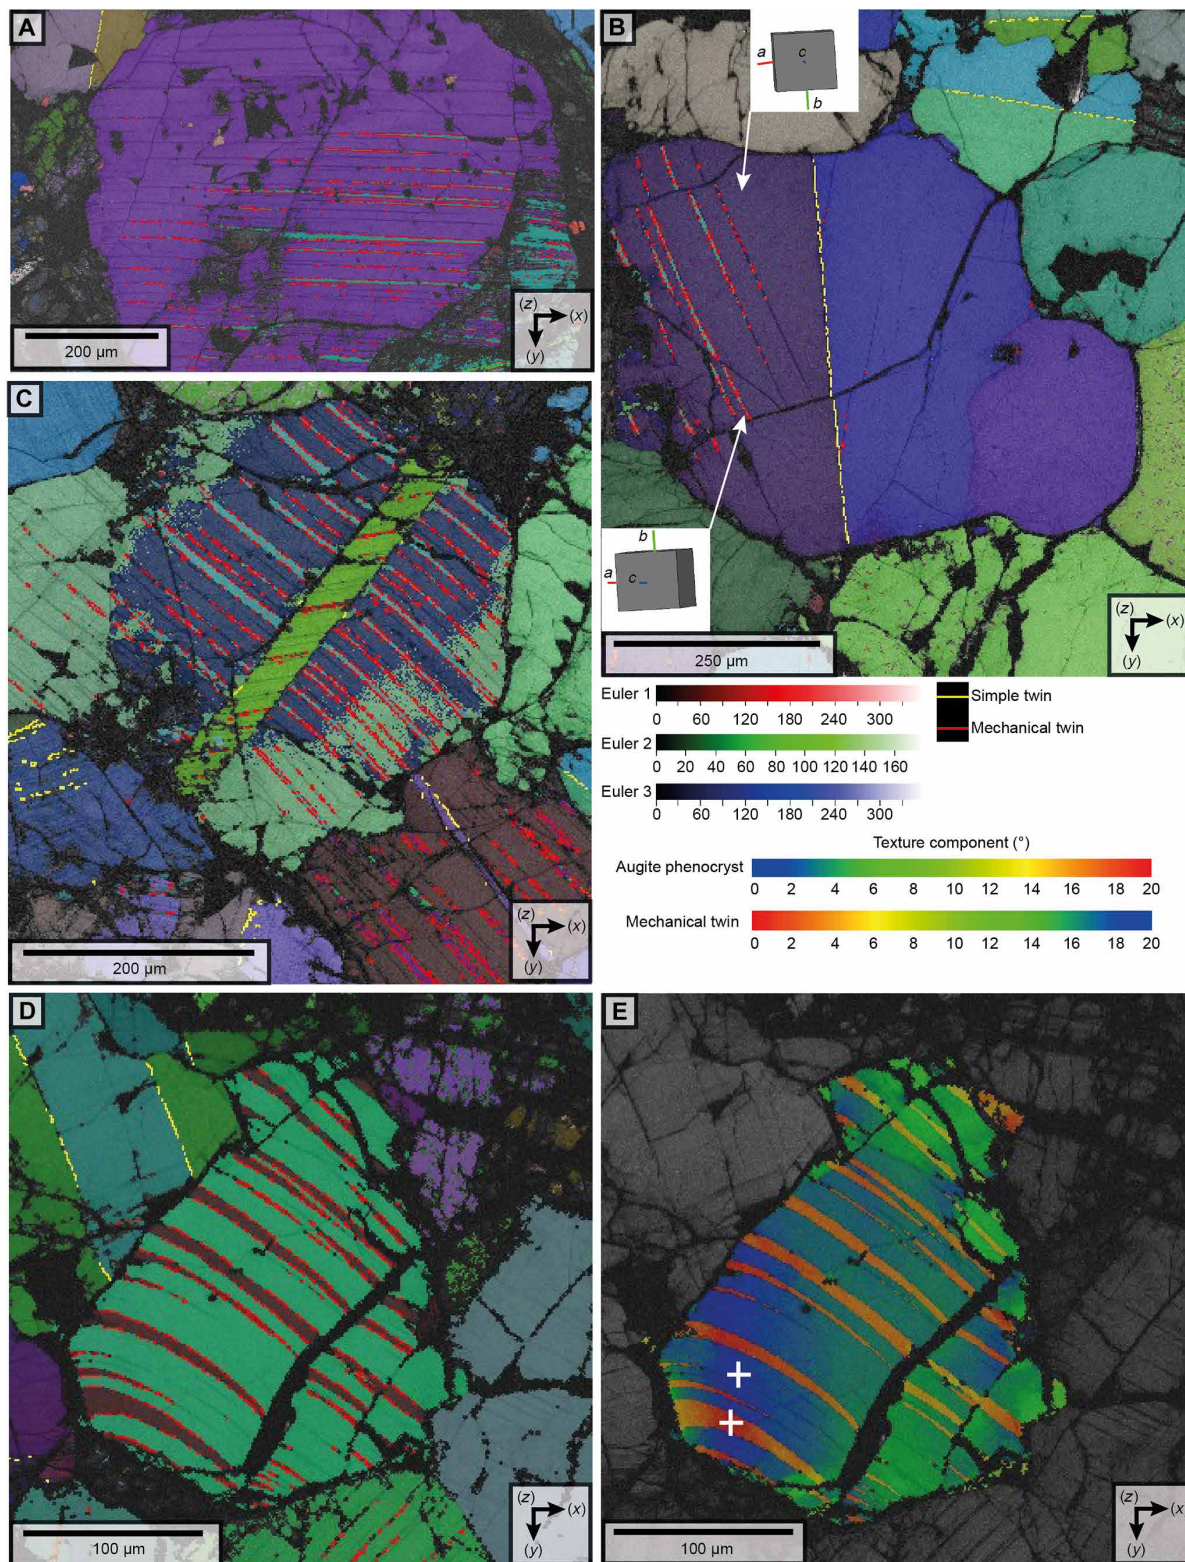 A
(z)
(x)
(y)
200 µm
B
a
c
b
b
a
c
(z)
(x)
(y)
250 µm
C
(z)
(x)
(y)
200 µm
Euler 1
0 60 120 180 240 300
Euler 2
0 20 40 60 80 100 120 140 160
Euler 3
0 60 120 180 240 300
Simple twin
Mechanical twin
Texture component (°)
Augite phenocryst
0 2 4 6 8 10 12 14 16 18 20
Mechanical twin
0 2 4 6 8 10 12 14 16 18 20
D
(z)
(x)
(y)
100 µm
E
(z)
(x)
(y)
100 µm